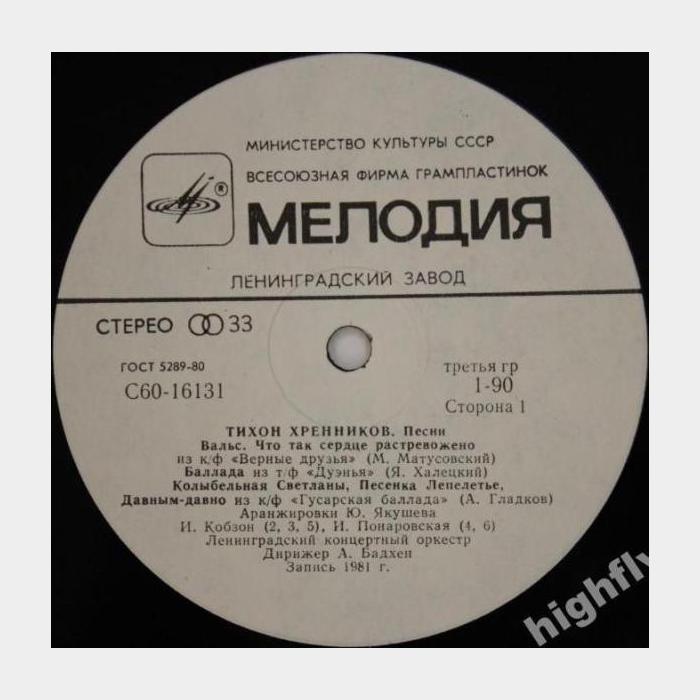 МИНИСТЕРСТВО КУЛЬТУРЫ СССР
ВСЕСОЮЗНАЯ ФИРМА ГРАМПЛАСТИНОК
®
МЕЛОДИЯ
ЛЕНИНГРАДСКИЙ ЗАВОД
СТЕРЕО 33
ГОСТ 5289-80
С60-16131
третья гр
1-90
Сторона 1
ТИХОН ХРЕННИКОВ. Песни
Вальс. Что так сердце растревожено
из к/ф «Верные друзья» (М. Матусовский)
Баллада из т/ф «Дуэнья» (Я. Халецкий)
Колыбельная Светланы, Песенка Лепелетье,
Давным-давно из к/ф «Гусарская баллада» (А. Гладков)
Аранжировки Ю. Якушева
И. Кобзон (2, 3, 5), И. Понаровская (4, 6)
Ленинградский концертный оркестр
Дирижер А. Бадхен
Запись 1981 г.
highfly